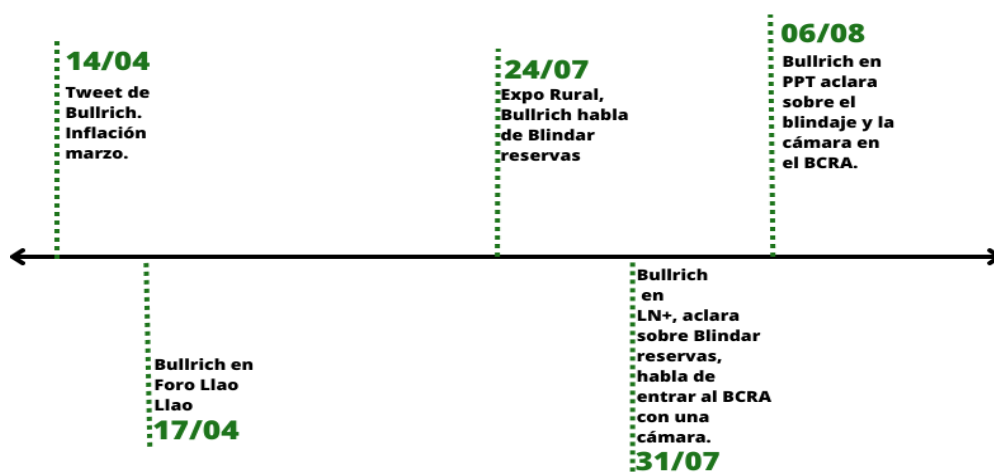 14/04
Tweet de
Bullrich.
Inflación
marzo.
Bullrich en
Foro Llao
Llao
17/04
24/07
Expo Rural,
Bullrich habla
de Blindar
reservas
Bullrich
en
LN+, aclara
sobre Blindar
reservas,
habla de
entrar al BCRA
con una
cámara.
31/07
06/08
Bullrich en
PPT aclara
sobre el
blindaje y la
cámara en
el BCRA.